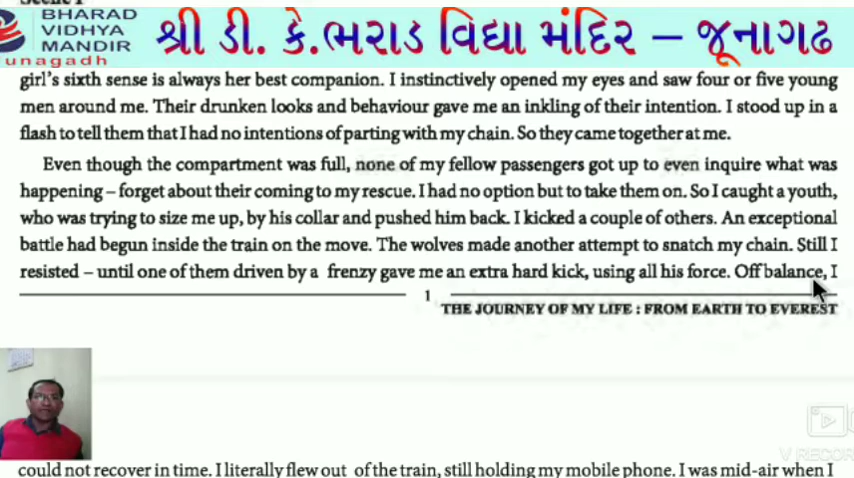 BHARAD
VIDHYA
MANDIR
unagadh
શ્રી ડી. કે.ભરાડ વિદ્યા મંદિર – જૂનાગઢ
girl's sixth sense is always her best companion. I instinctively opened my eyes and saw four or five young
men around me. Their drunken looks and behaviour gave me an inkling of their intention. I stood up in a
flash to tell them that I had no intentions of parting with my chain. So they came together at me.
Even though the compartment was full, none of my fellow passengers got up to even inquire what was
happening – forget about their coming to my rescue. I had no option but to take them on. So I caught a youth,
who was trying to size me up, by his collar and pushed him back. I kicked a couple of others. An exceptional
battle had begun inside the train on the move. The wolves made another attempt to snatch my chain. Still I
resisted – until one of them driven by a frenzy gave me an extra hard kick, using all his force. Off balance, I
1
THE JOURNEY OF MY LIFE : FROM EARTH TO EVEREST
V RECOR
could not recover in time. I literally flew out of the train, still holding my mobile phone. I was mid-air when I